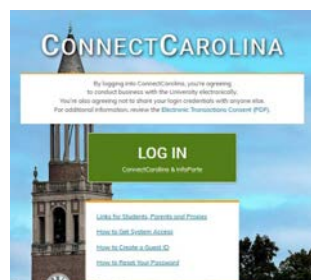 CONNECTCAROLINA
By logging into ConnectCarolina, you're agreeing
to conduct business with the University electronically.
You're also agreeing not to share your login credentials with anyone else.
For additional information, review the Electronic Transactions Consent (PDF).
LOG IN
ConnectCarolina & InfoPorte
Links for Students, Parents and Proxies
How to Get System Access
How to Create a Guest ID
How to Reset Your Password